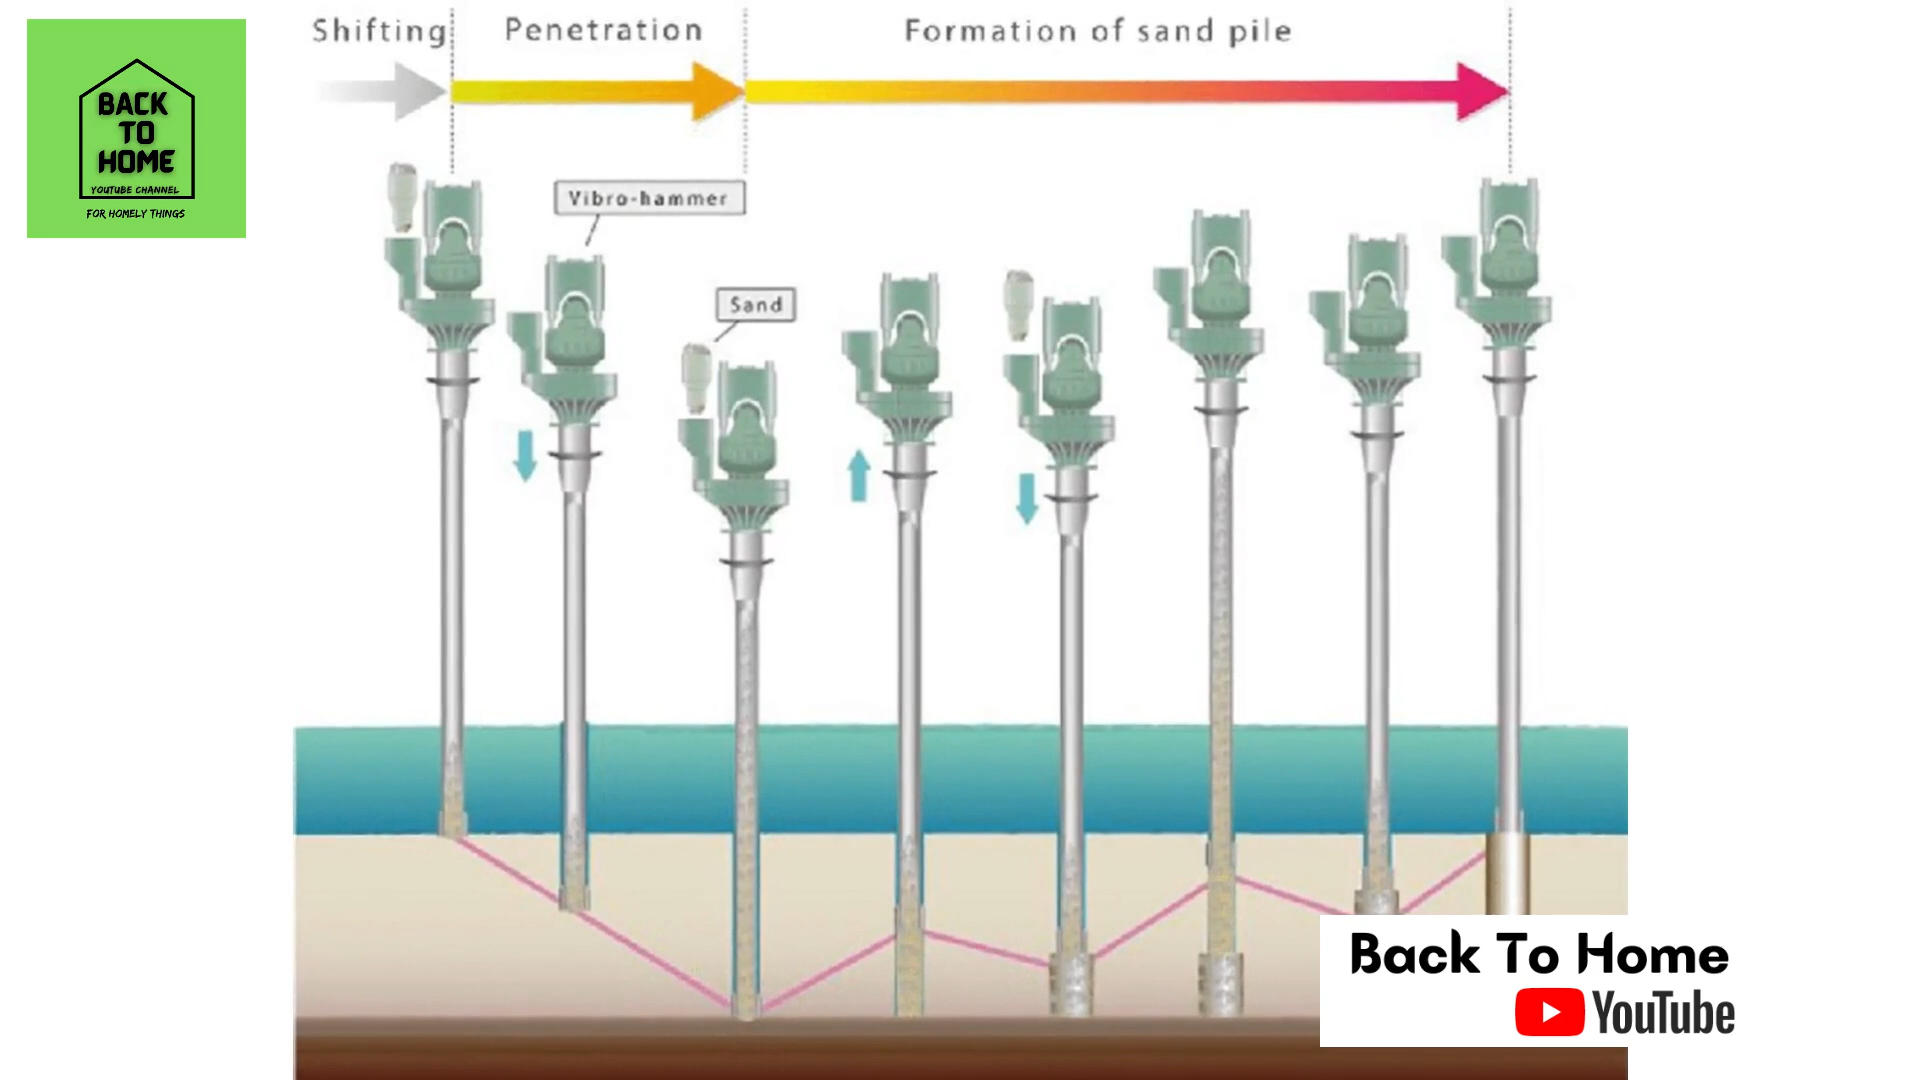 Shifting
Penetration
Formation of sand pile
BACK
TO
HOME
YOUTUBE CHANNEL
FOR HOMELY THINGS
Vibro-hammer
Sand
Back To Home
YouTube